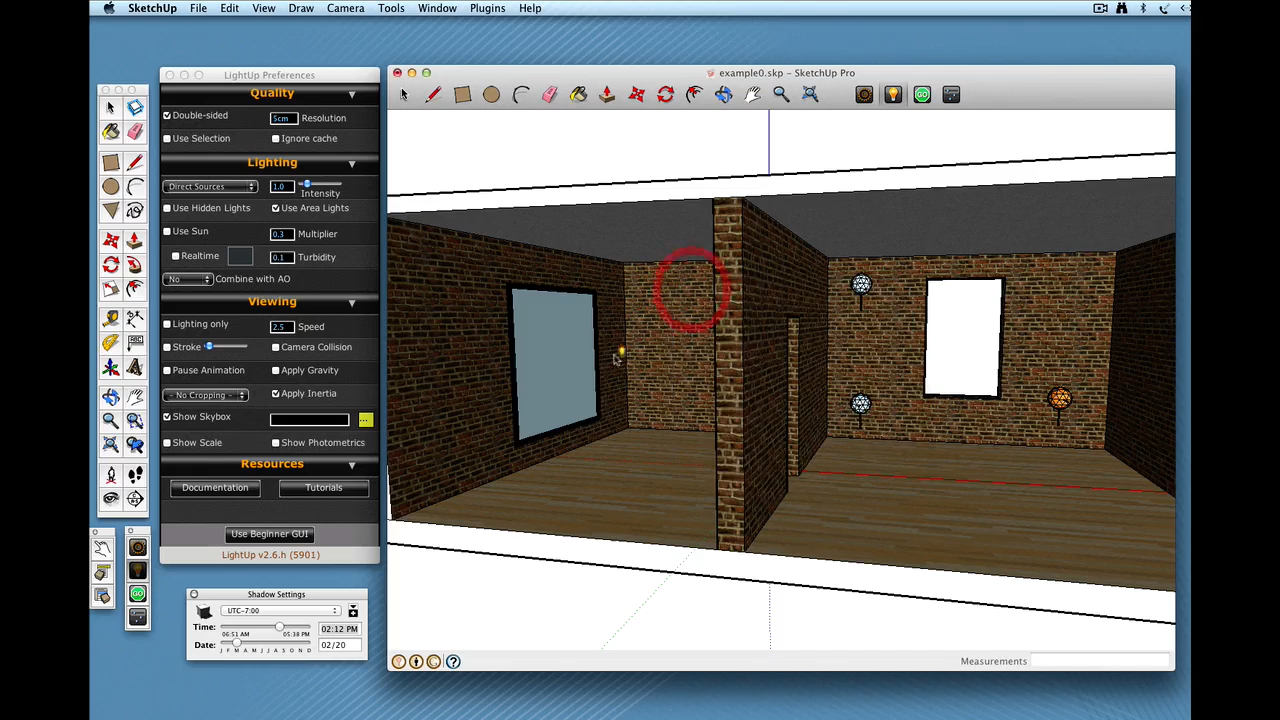 SketchUp File Edit View Draw Camera Tools Window Plugins Help
LightUp Preferences
Quality
Double-sided 5cm Resolution
Use Selection Ignore cache
Lighting
Direct Sources 1.0 Intensity
Use Hidden Lights Use Area Lights
Use Sun 0.3 Multiplier
Realtime 0.1 Turbidity
No Combine with AO
Viewing
Lighting only 2.5 Speed
Stroke Camera Collision
Pause Animation Apply Gravity
- No Cropping - Apply Inertia
Show Skybox ...
Show Scale Show Photometrics
Resources
Documentation Tutorials
Use Beginner GUI
LightUp v2.6.h (5901)
Shadow Settings
UTC-7:00
Time: 02:12 PM
06:51 AM 05:38 PM
Date: 02/20
J F M A M J J A S O N D
example0.skp - SketchUp Pro
GO
ABC
GO
Measurements